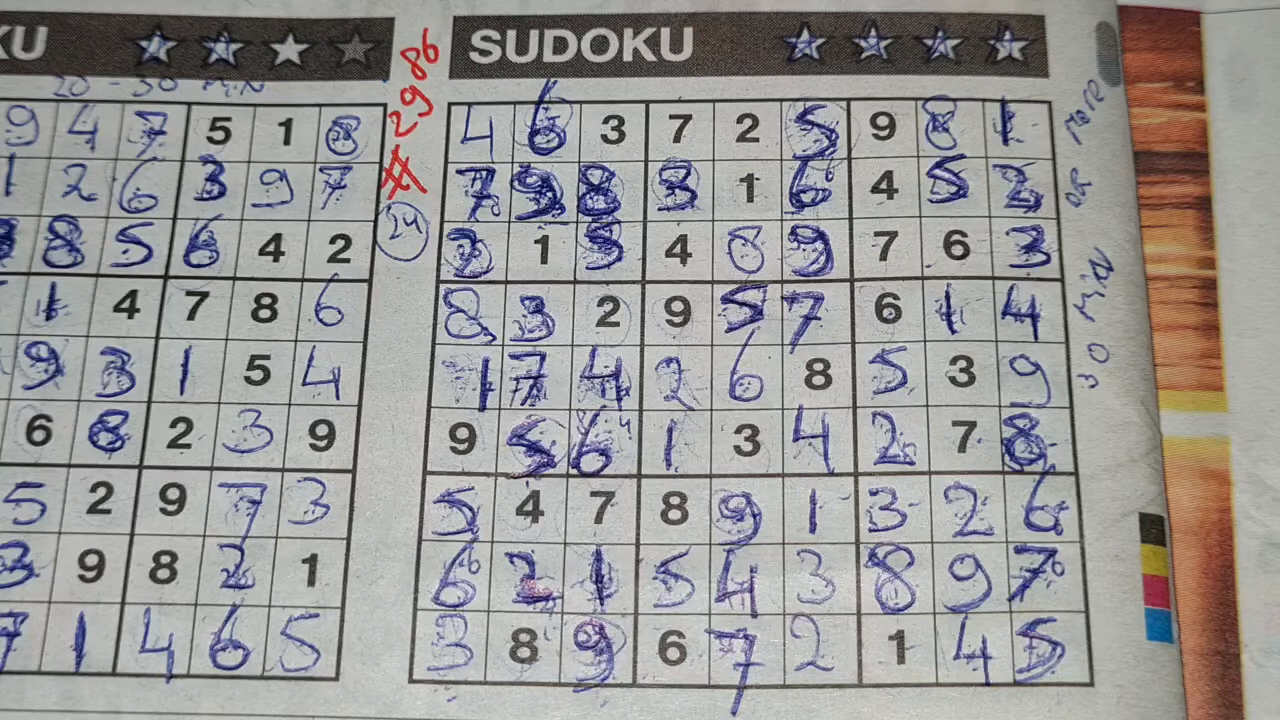 KU
20 - 30 MIN
9 4 7 5 1 8
1 2 6 3 9 7
3 8 5 6 4 2
1 4 7 8 6
9 3 1 5 4
6 8 2 3 9
5 2 9 7 3
3 9 8 2 1
7 1 4 6 5
# 2986
24
SUDOKU
4 6 3 7 2 5 9 8 1
7 9 8 3 1 6 4 5 2
2 1 5 4 8 9 7 6 3
8 3 2 9 5 7 6 1 4
1 7 4 2 6 8 5 3 9
9 5 6 1 3 4 2 7 8
5 4 7 8 9 1 3 2 6
6 2 1 5 4 3 8 9 7
3 8 9 6 7 2 1 4 5
30 Min or more